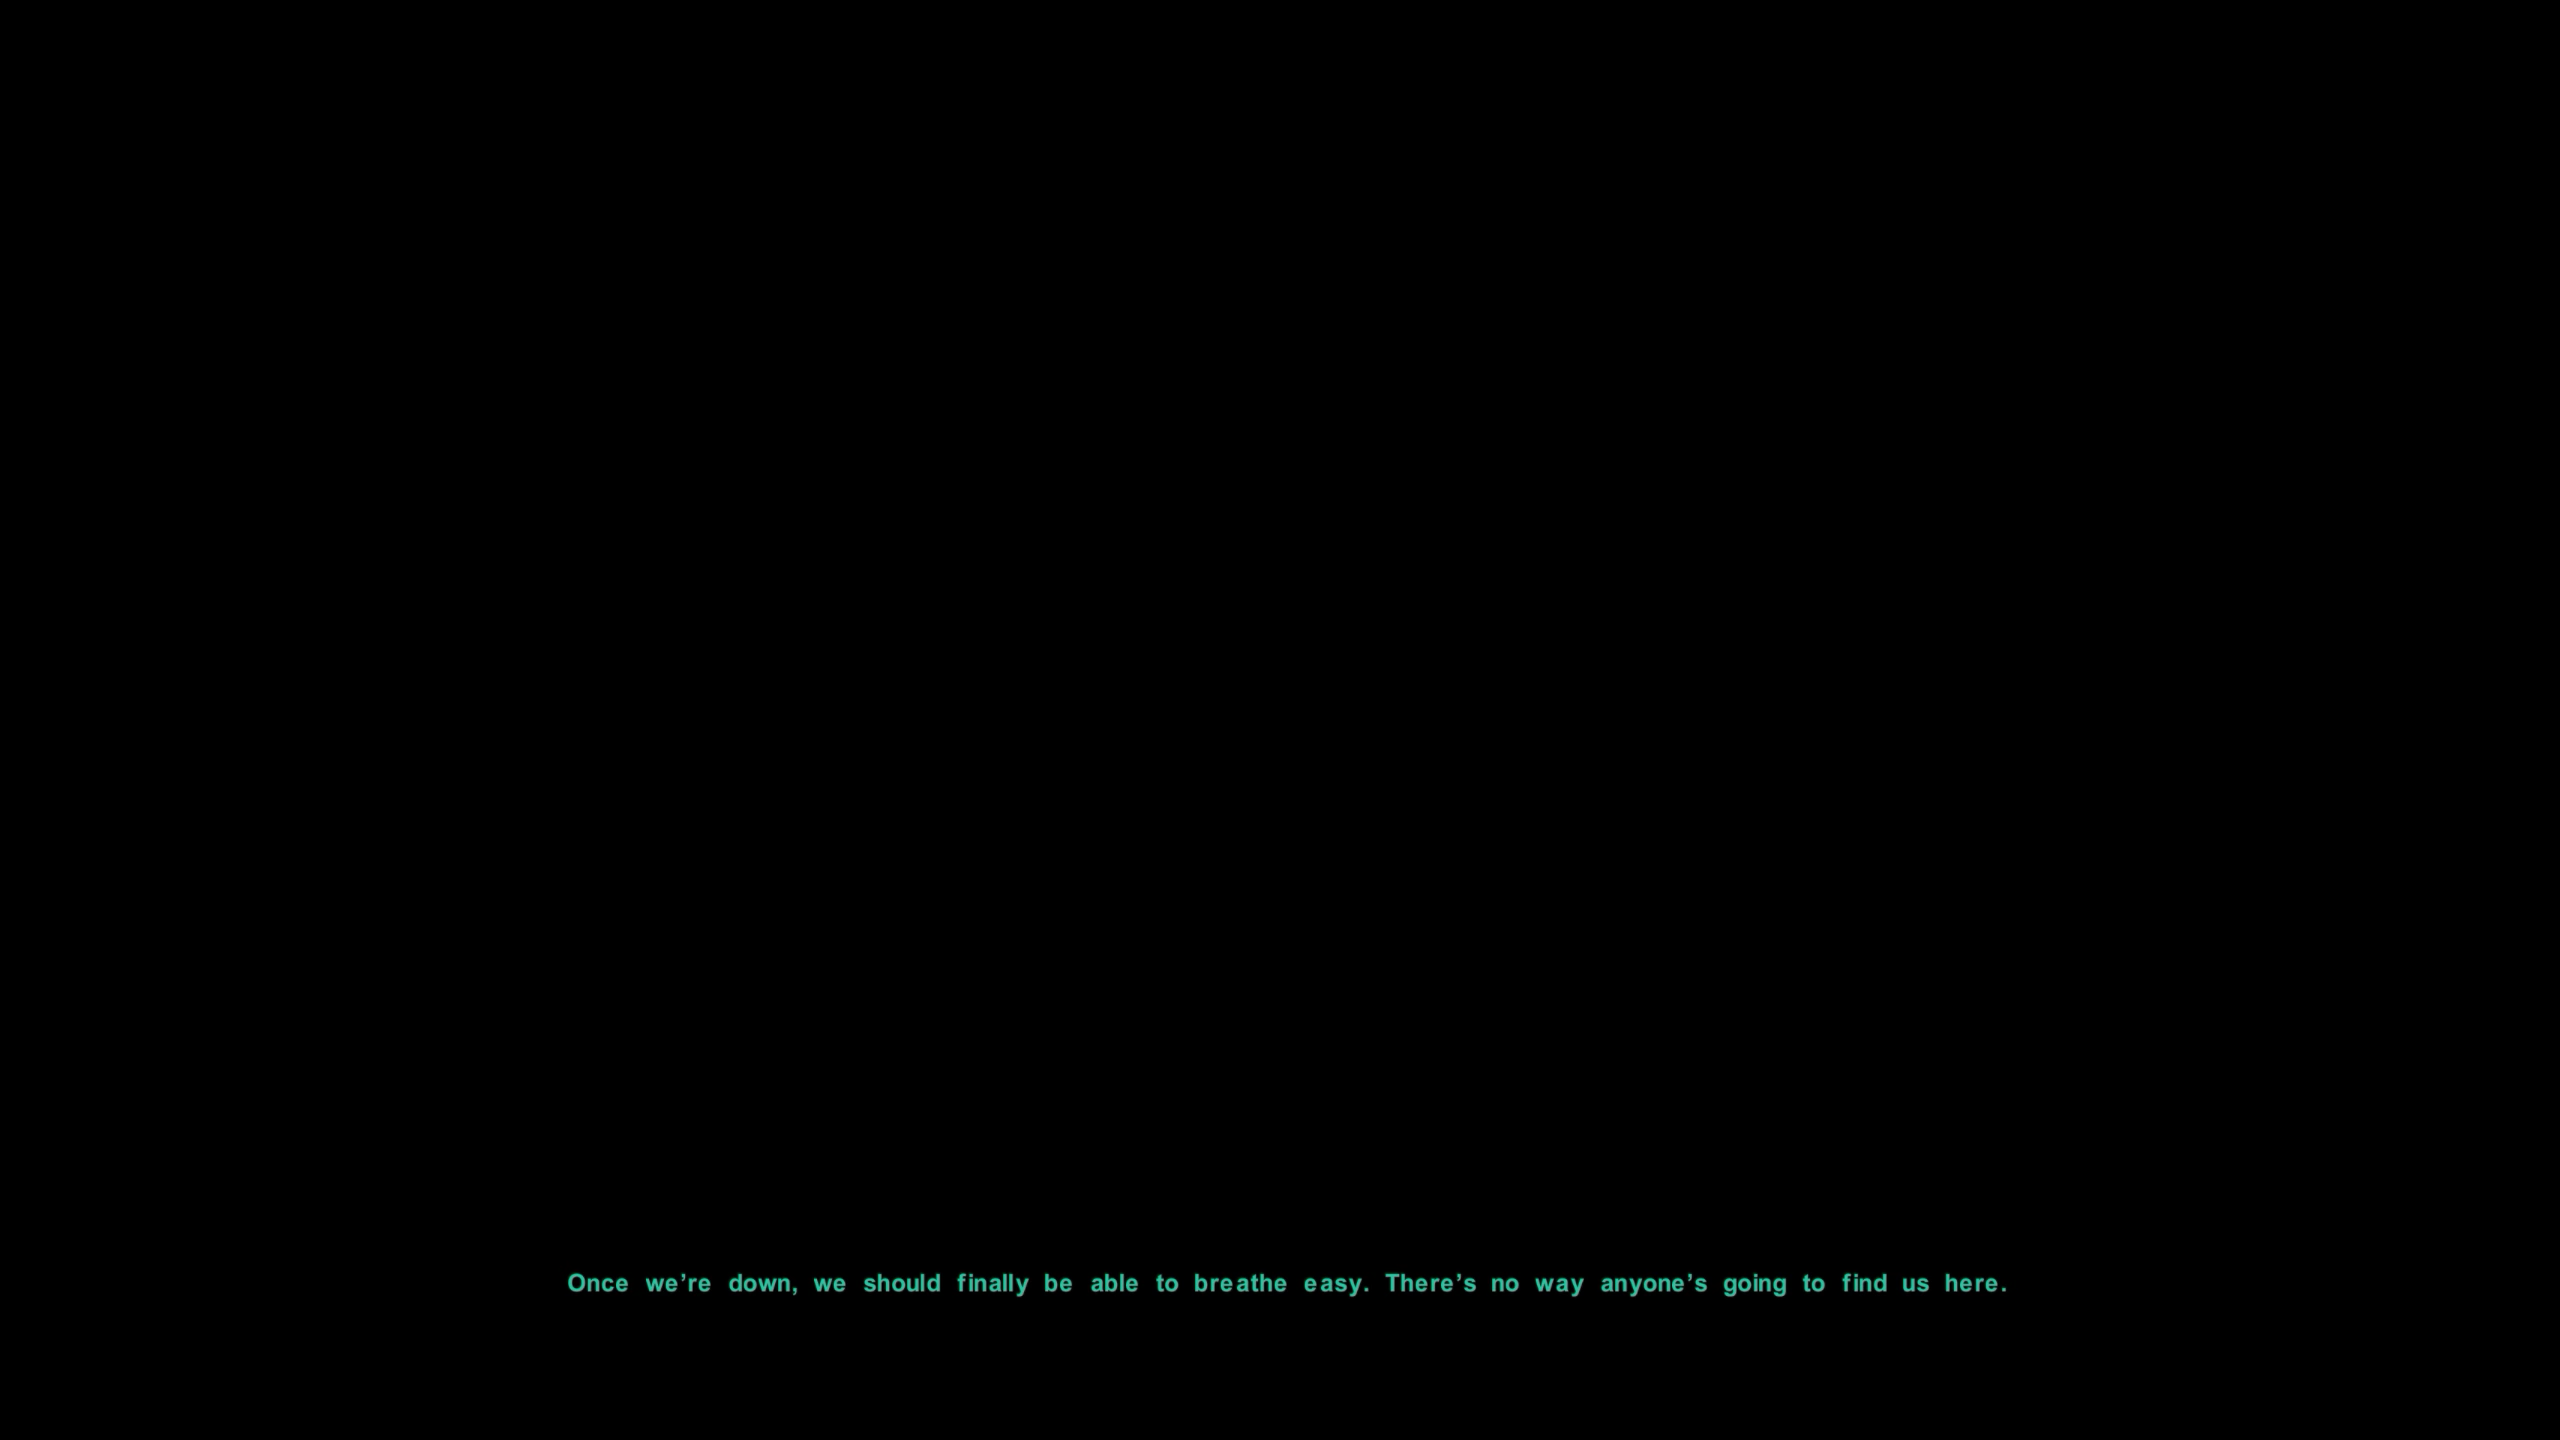 Once we’re down, we should finally be able to breathe easy. There’s no way anyone’s going to find us here.